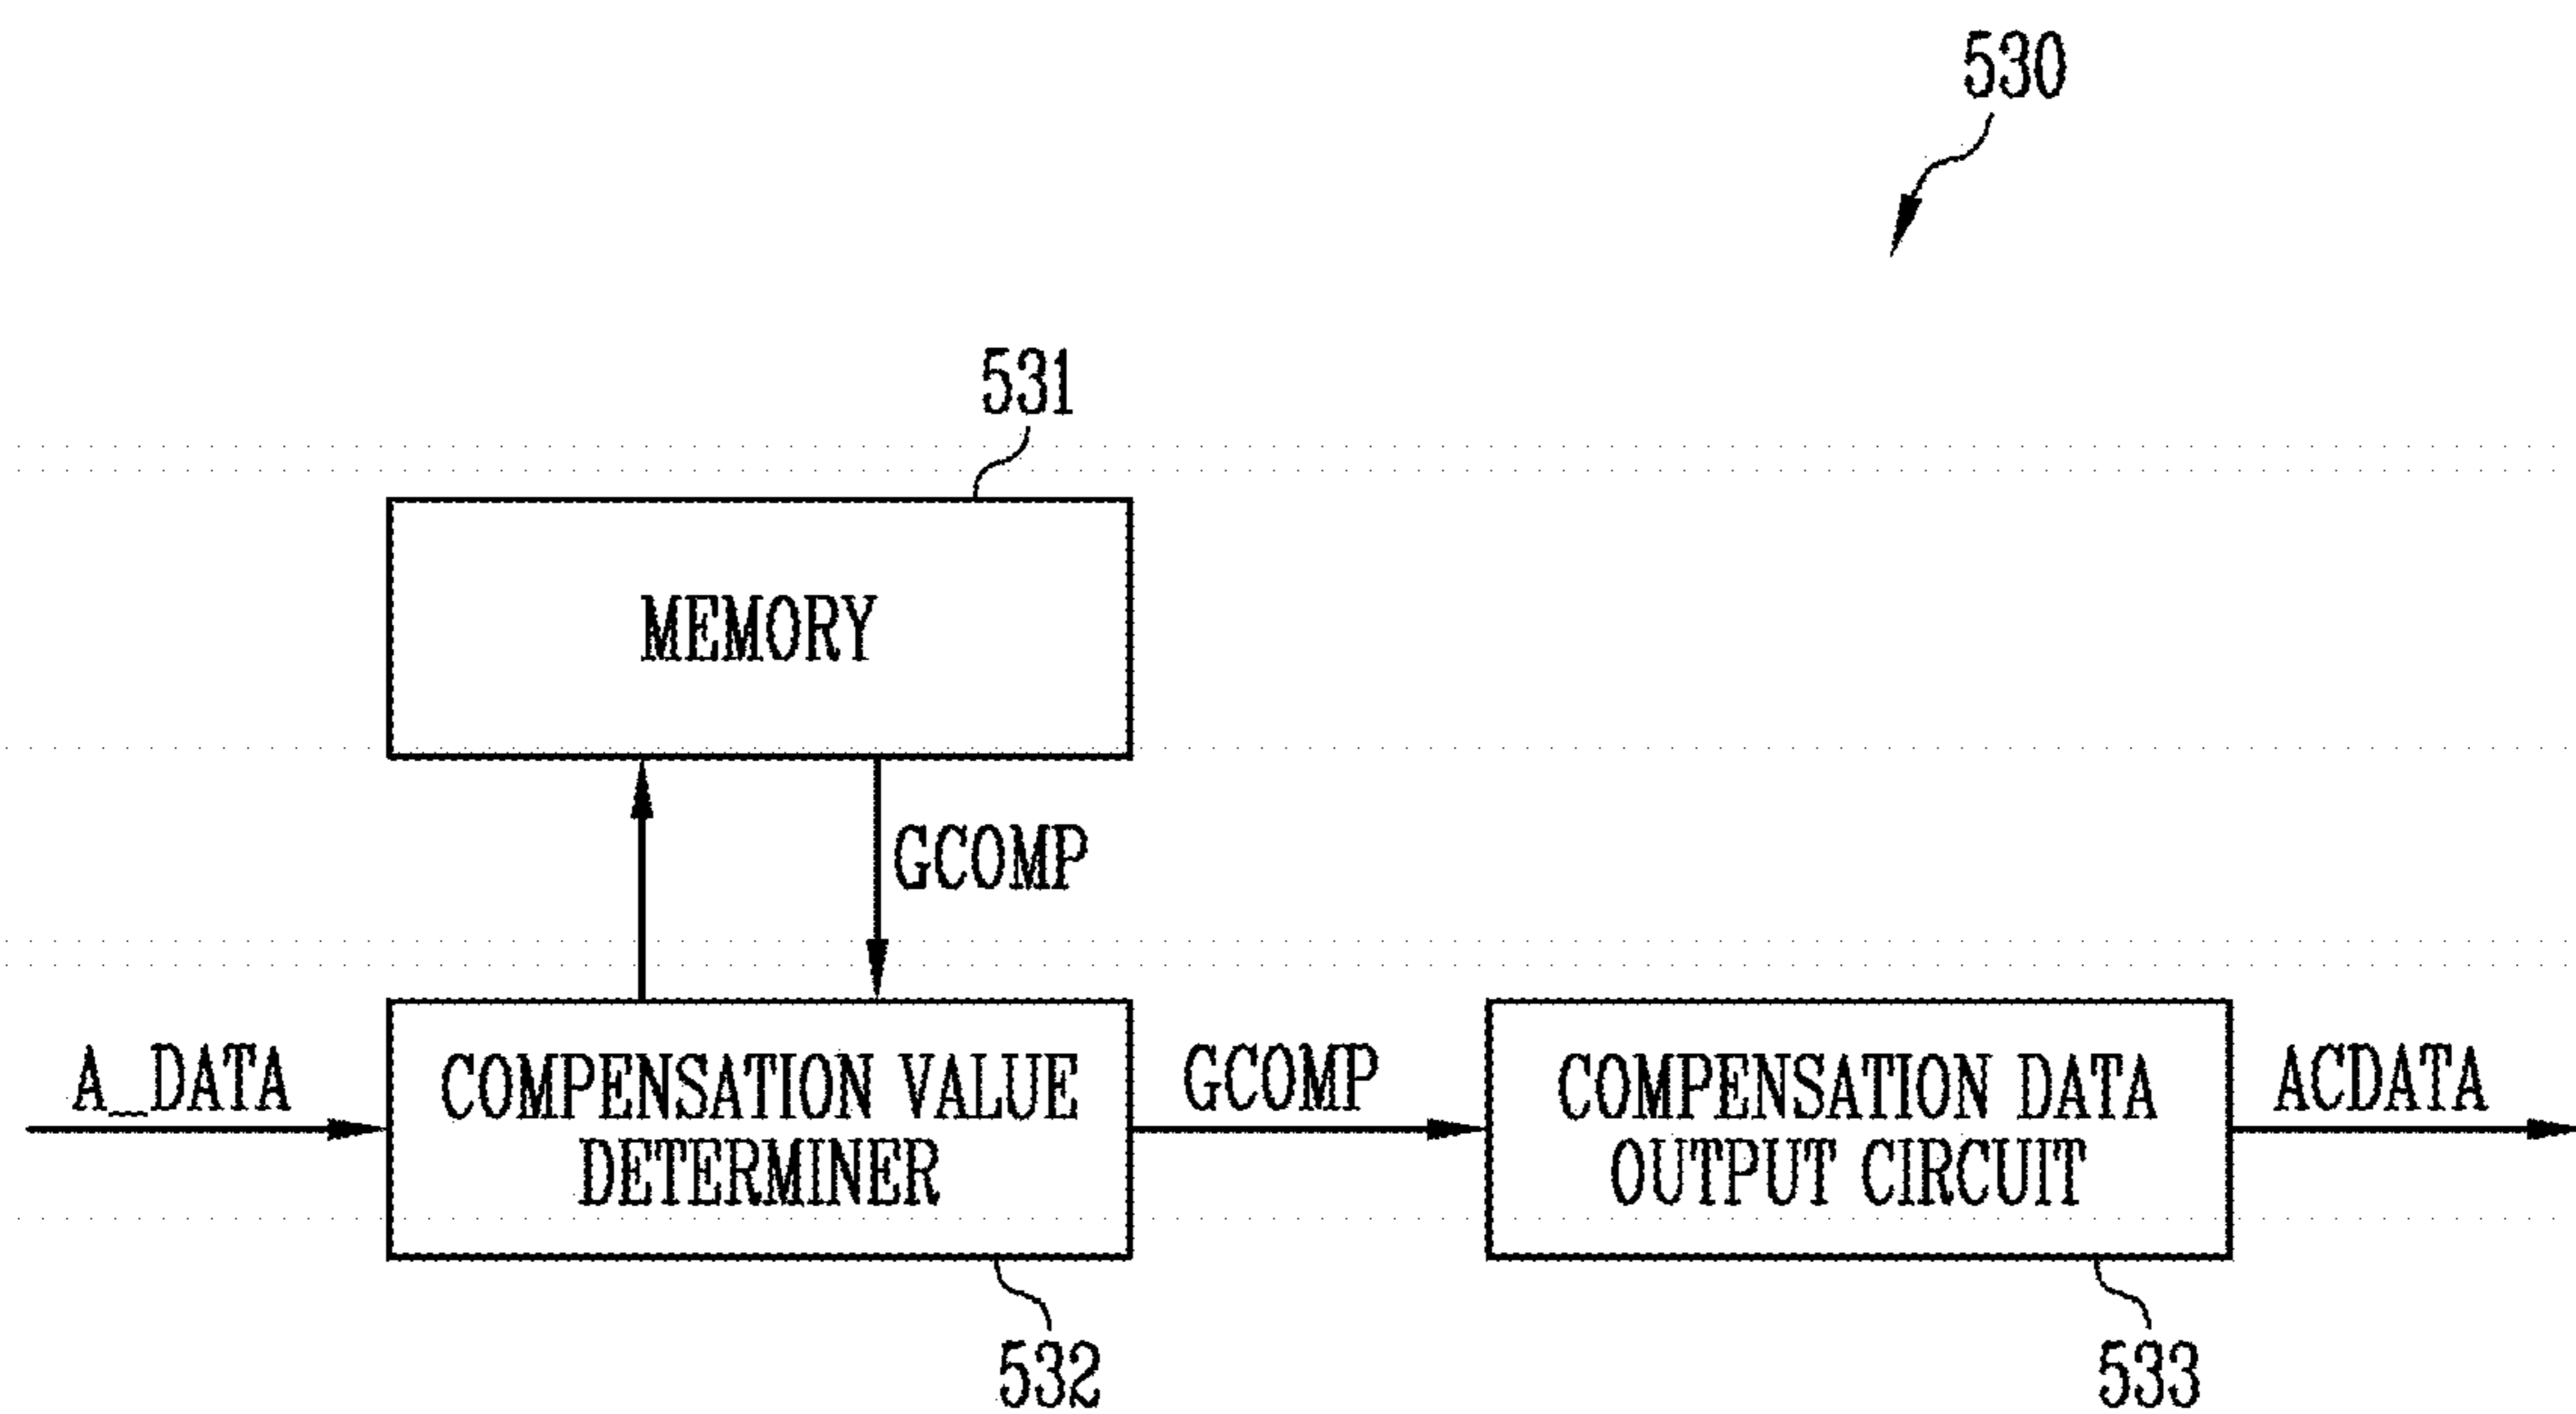 530
531
MEMORY
GCOMP
A_DATA
COMPENSATION VALUE
DETERMINER
GCOMP
COMPENSATION DATA
OUTPUT CIRCUIT
ACDATA
532
533